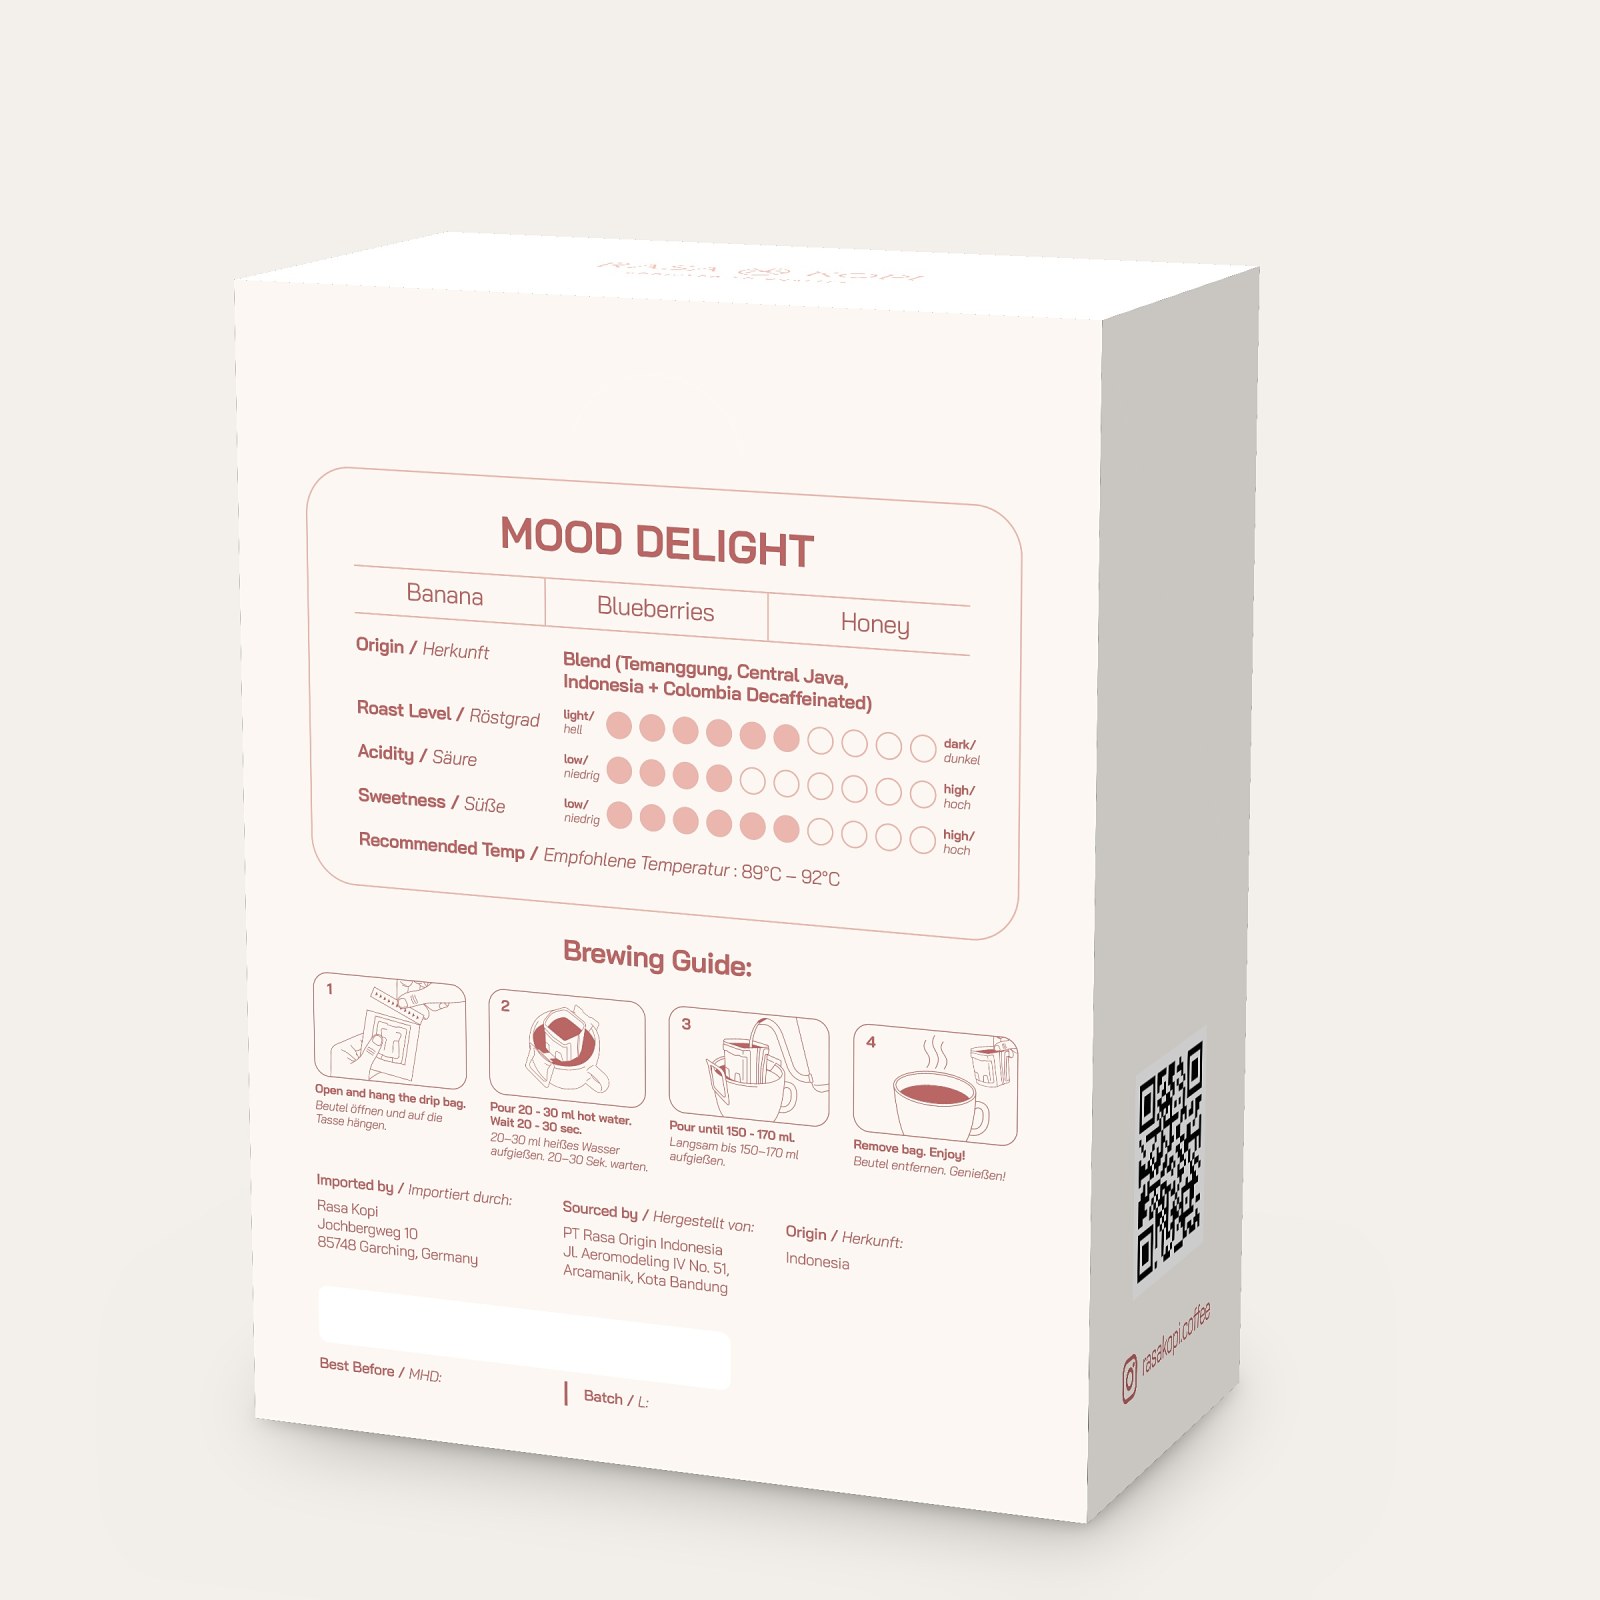 RASA KOPI
MOOD DELIGHT
Banana
Blueberries
Honey
Origin / Herkunft
Blend (Temanggung, Central Java,
Indonesia + Colombia Decaffeinated)
Roast Level / Röstgrad
light/
hell
dark/
dunkel
Acidity / Säure
low/
niedrig
high/
hoch
Sweetness / Süße
low/
niedrig
high/
hoch
Recommended Temp / Empfohlene Temperatur : 89°C – 92°C
Brewing Guide:
1
Open and hang the drip bag.
Beutel öffnen und auf die
Tasse hängen.
2
Pour 20 - 30 ml hot water.
Wait 20 - 30 sec.
20–30 ml heißes Wasser
aufgießen. 20–30 Sek. warten.
3
Pour until 150 - 170 ml.
Langsam bis 150–170 ml
aufgießen.
4
Remove bag. Enjoy!
Beutel entfernen. Genießen!
Imported by / Importiert durch:
Rasa Kopi
Jochbergweg 10
85748 Garching, Germany
Sourced by / Hergestellt von:
PT Rasa Origin Indonesia
Jl. Aeromodeling IV No. 51,
Arcamanik, Kota Bandung
Origin / Herkunft:
Indonesia
Best Before / MHD:
Batch / L:
rasakopi.coffee